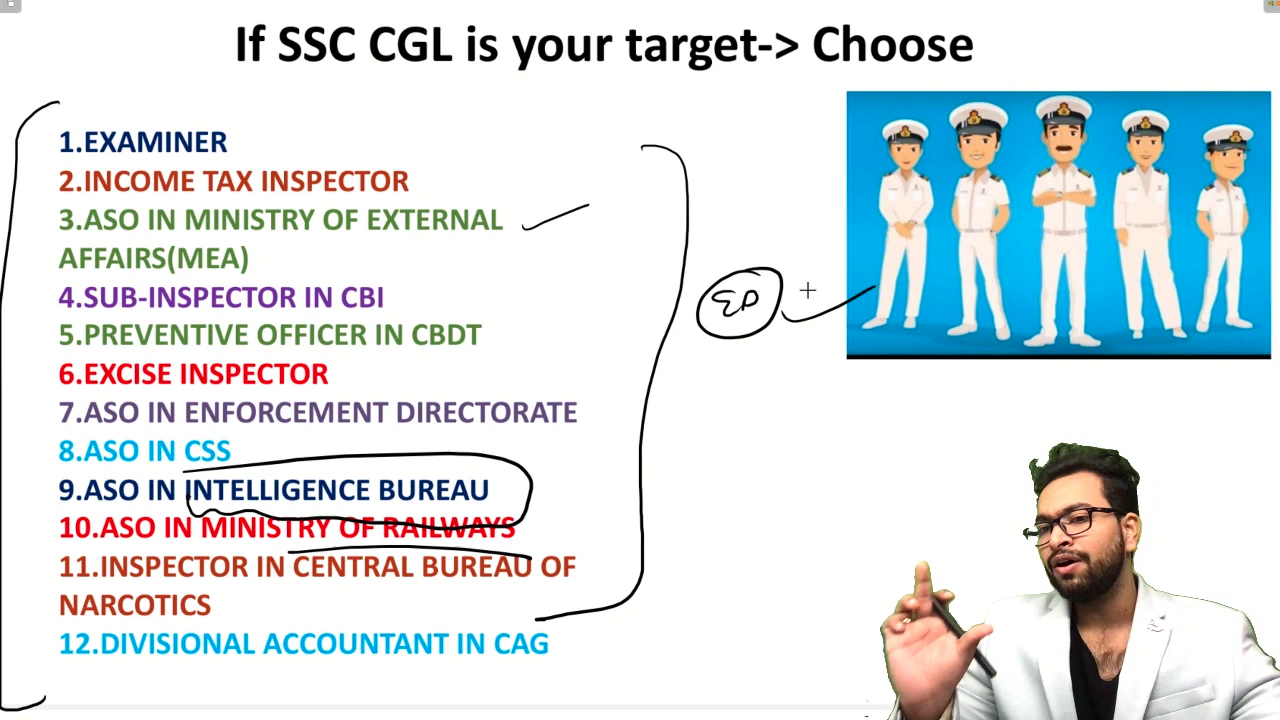 If SSC CGL is your target-> Choose
1.EXAMINER
2.INCOME TAX INSPECTOR
3.ASO IN MINISTRY OF EXTERNAL
AFFAIRS(MEA)
4.SUB-INSPECTOR IN CBI
5.PREVENTIVE OFFICER IN CBDT
6.EXCISE INSPECTOR
7.ASO IN ENFORCEMENT DIRECTORATE
8.ASO IN CSS
9.ASO IN INTELLIGENCE BUREAU
10.ASO IN MINISTRY OF RAILWAYS
11.INSPECTOR IN CENTRAL BUREAU OF
NARCOTICS
12.DIVISIONAL ACCOUNTANT IN CAG